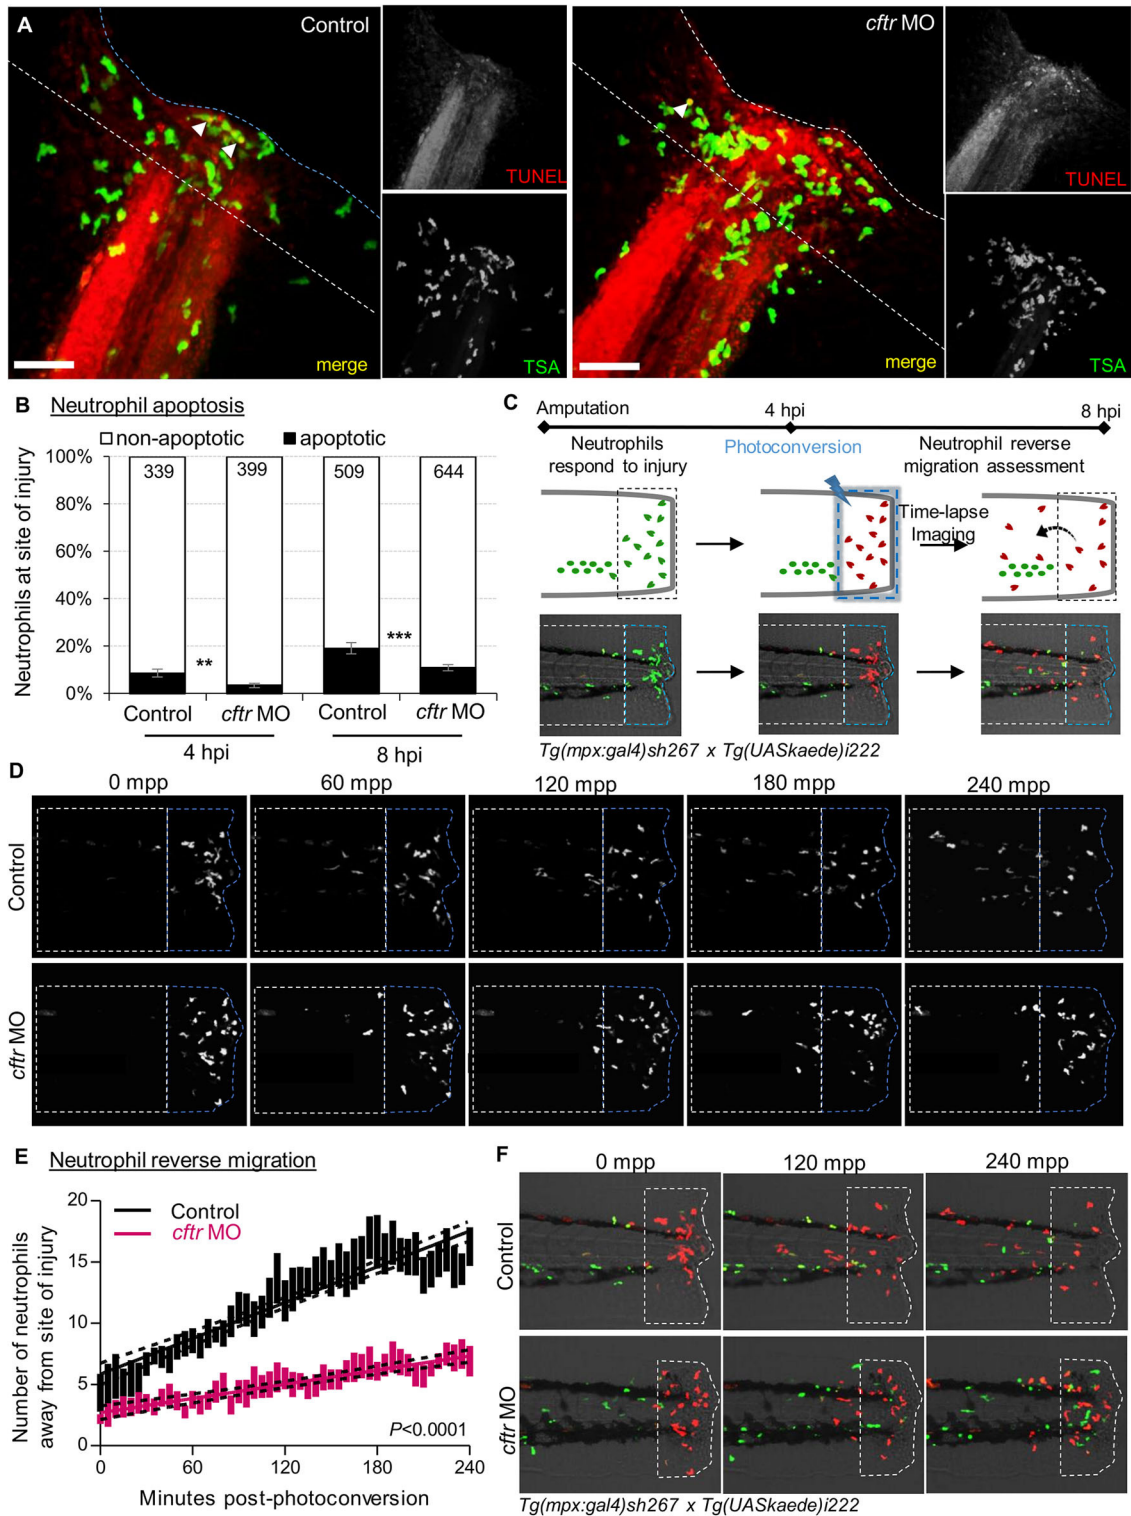 A
Control
TUNEL
TSA
merge
cftr MO
TUNEL
TSA
merge
B Neutrophil apoptosis
non-apoptotic apoptotic
Neutrophils at site of injury
100%
80%
60%
40%
20%
0%
339 399 509 644
** ***
Control cftr MO Control cftr MO
4 hpi 8 hpi
C
Amputation 4 hpi 8 hpi
Neutrophils
respond to injury
Photoconversion
Neutrophil reverse
migration assessment
Time-lapse
Imaging
Tg(mpx:gal4)sh267 x Tg(UASkaede)i222
D
0 mpp 60 mpp 120 mpp 180 mpp 240 mpp
Control
cftr MO
E Neutrophil reverse migration
Control
cftr MO
Number of neutrophils
away from site of injury
20
15
10
5
0
P<0.0001
0 60 120 180 240
Minutes post-photoconversion
F
0 mpp 120 mpp 240 mpp
Control
cftr MO
Tg(mpx:gal4)sh267 x Tg(UASkaede)i222